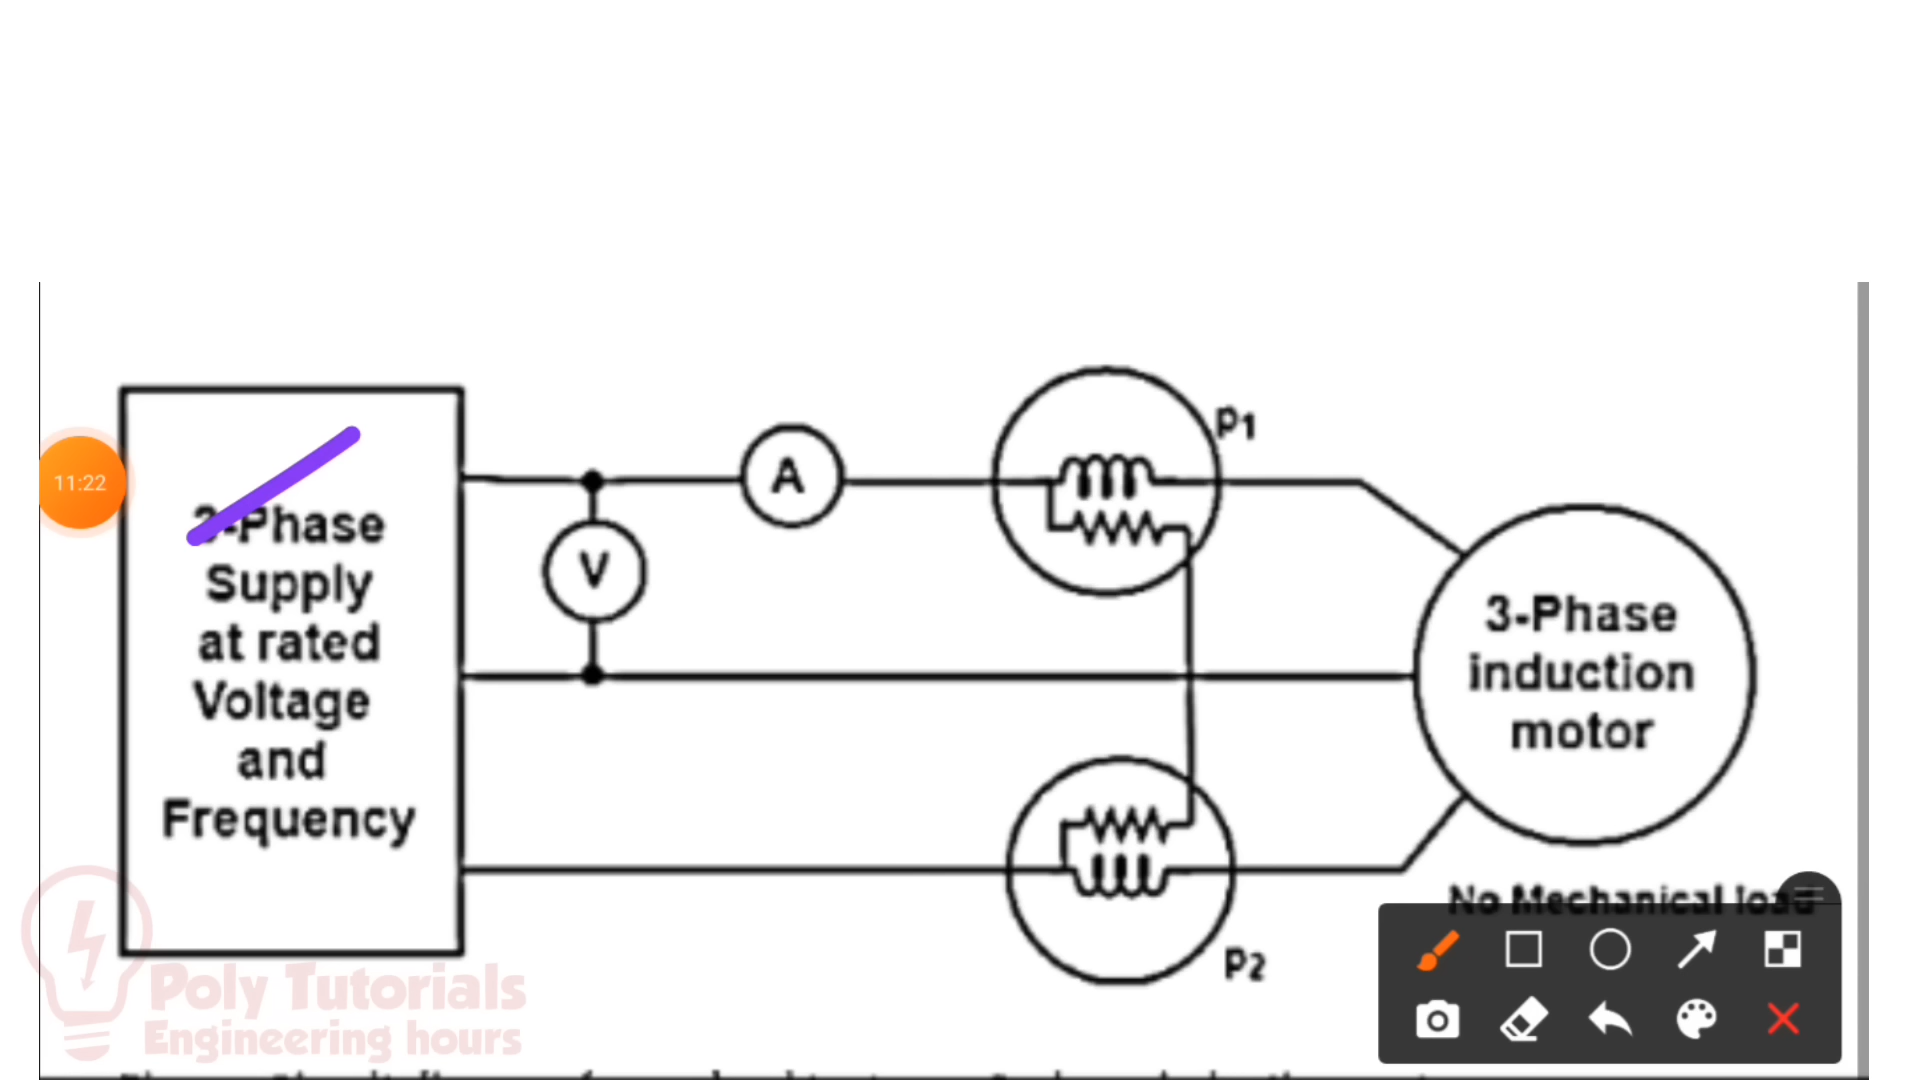 P1
A
11:22
3-Phase
Supply
at rated
Voltage
and
Frequency
V
3-Phase
induction
motor
No Mechanical load
P2
Poly Tutorials
Engineering hours